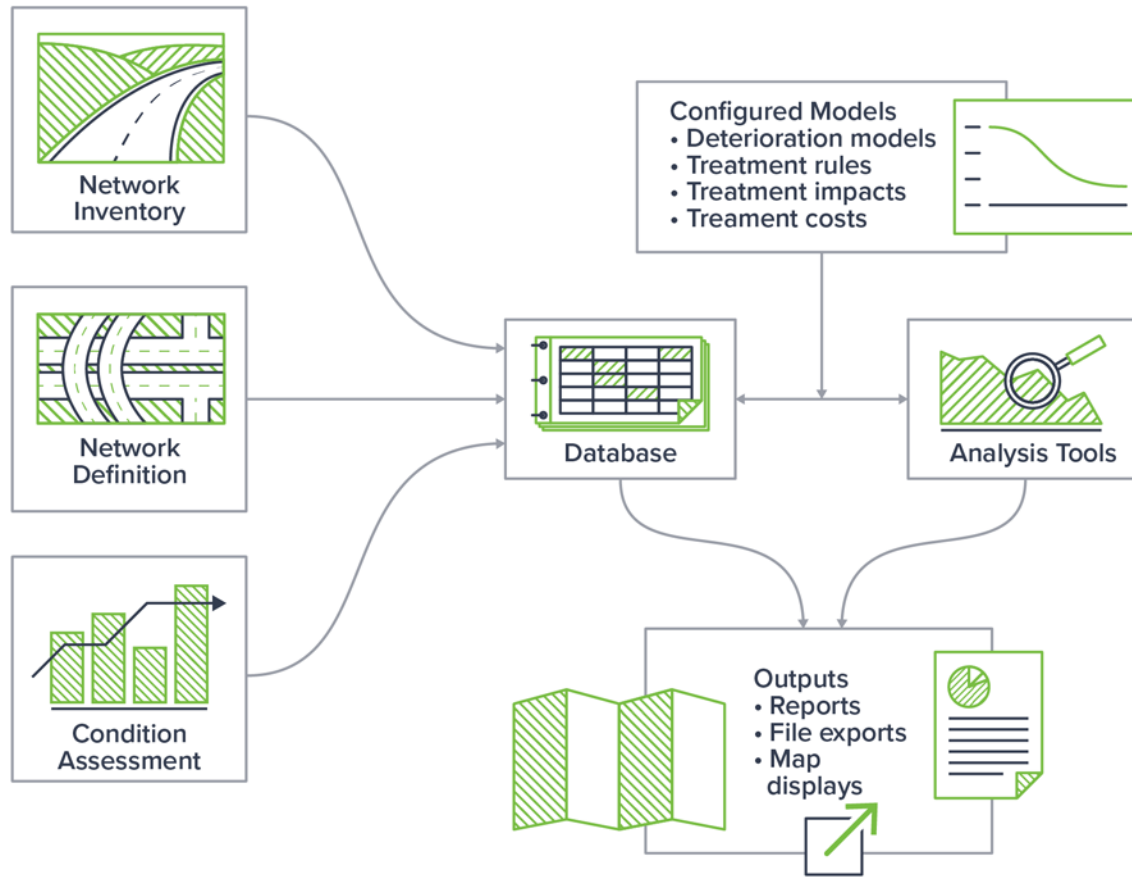 Network
Inventory
Configured Models
• Deterioration models
• Treatment rules
• Treatment impacts
• Treament costs
Network
Definition
Database
Analysis Tools
Condition
Assessment
Outputs
• Reports
• File exports
• Map
displays